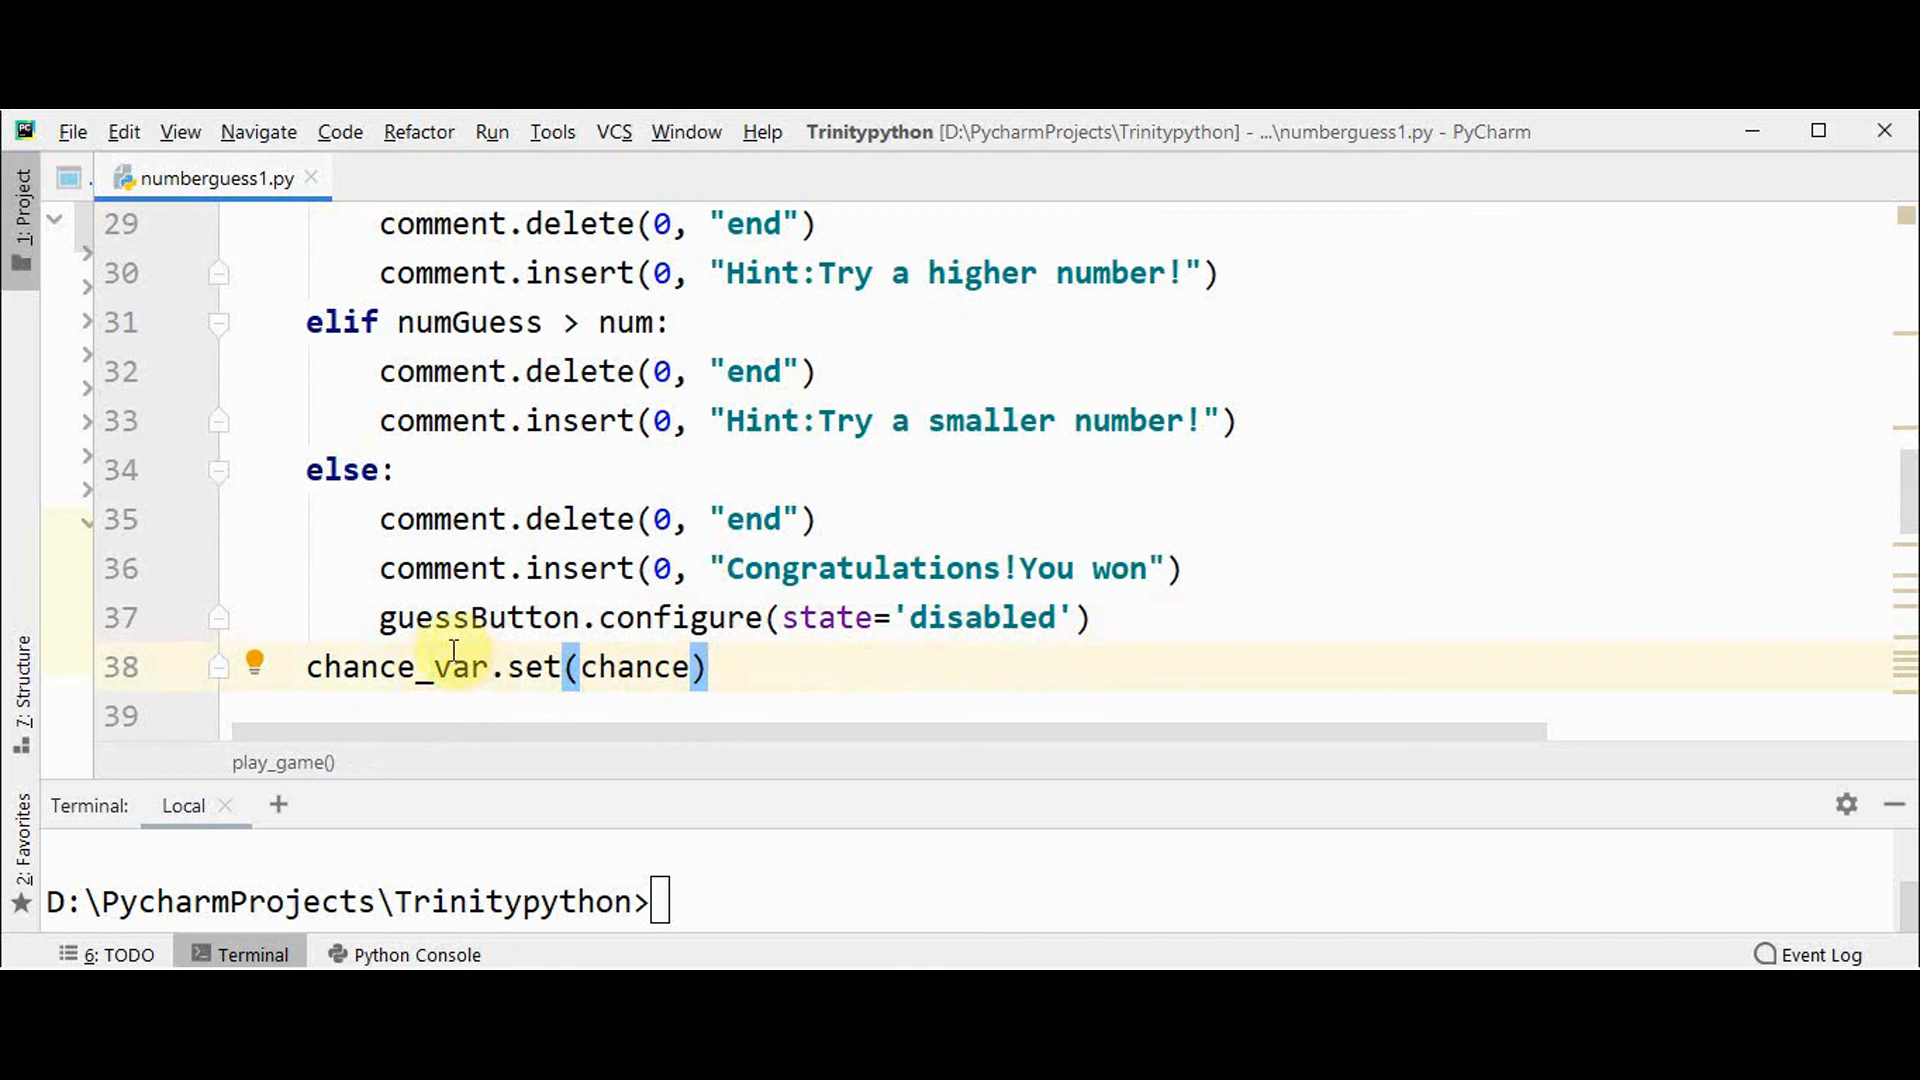 PC File Edit View Navigate Code Refactor Run Tools VCS Window Help Trinitypython [D:\PycharmProjects\Trinitypython] - ...\numberguess1.py - PyCharm
1: Project
. numberguess1.py
29 comment.delete(0, "end")
30 comment.insert(0, "Hint:Try a higher number!")
31 elif numGuess > num:
32 comment.delete(0, "end")
33 comment.insert(0, "Hint:Try a smaller number!")
34 else:
35 comment.delete(0, "end")
36 comment.insert(0, "Congratulations!You won")
37 guessButton.configure(state='disabled')
38 chance_var.set(chance)
39
7: Structure
play_game()
2: Favorites
Terminal: Local +
D:\PycharmProjects\Trinitypython>
6: TODO Terminal Python Console Event Log